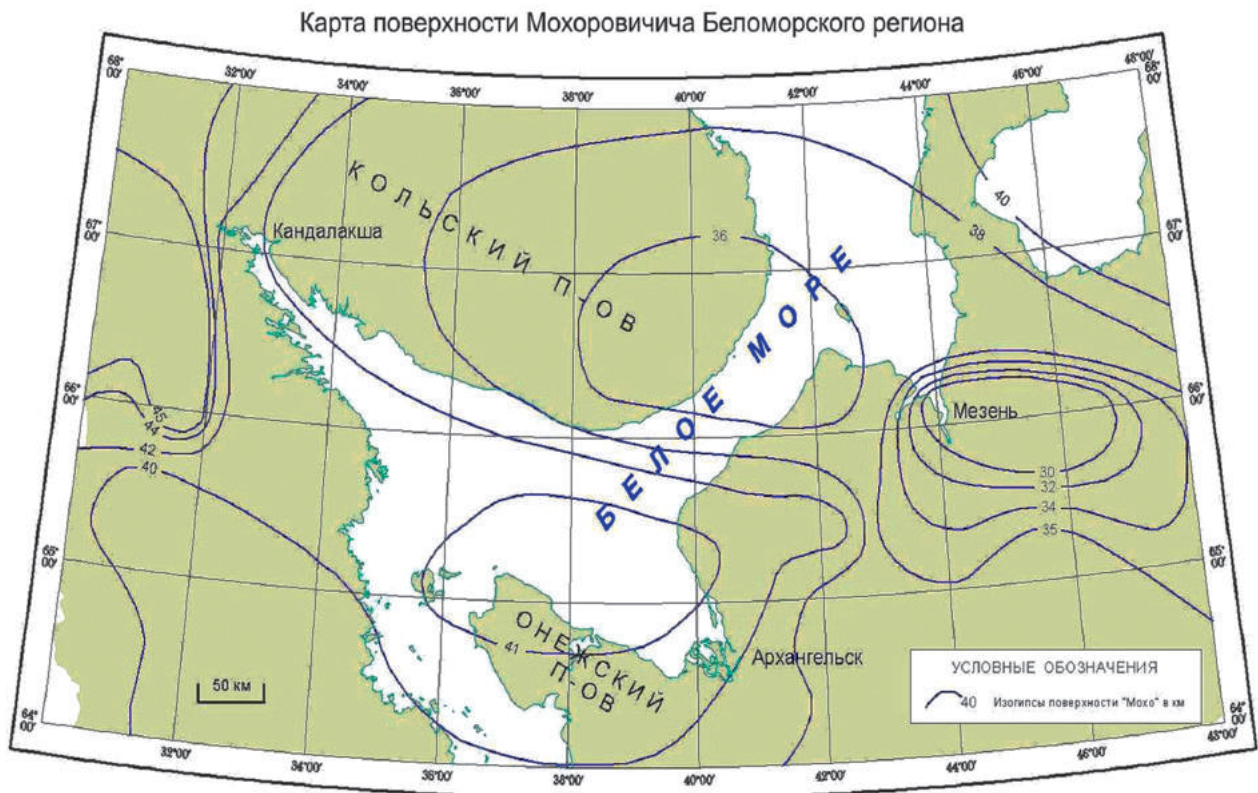 Карта поверхности Мохоровичича Беломорского региона
68°00' 32°00' 34°00' 36°00' 38°00' 40°00' 42°00' 44°00' 46°00' 48°00' 68°00'
КОЛЬСКИЙ П-ОВ
40
67°00'
Кандалакша
36
38
67°00'
БЕЛОЕ МОРЕ
66°00'
45
44
42
40
Мезень
66°00'
30
32
34
35
65°00'
65°00'
41
ОНЕЖСКИЙ
П-ОВ
Архангельск
50 км
УСЛОВНЫЕ ОБОЗНАЧЕНИЯ
40 Изогипсы поверхности "Мохо" в км
64°00'
64°00'
32°00' 34°00' 36°00' 38°00' 40°00' 42°00' 44°00' 46°00' 48°00'